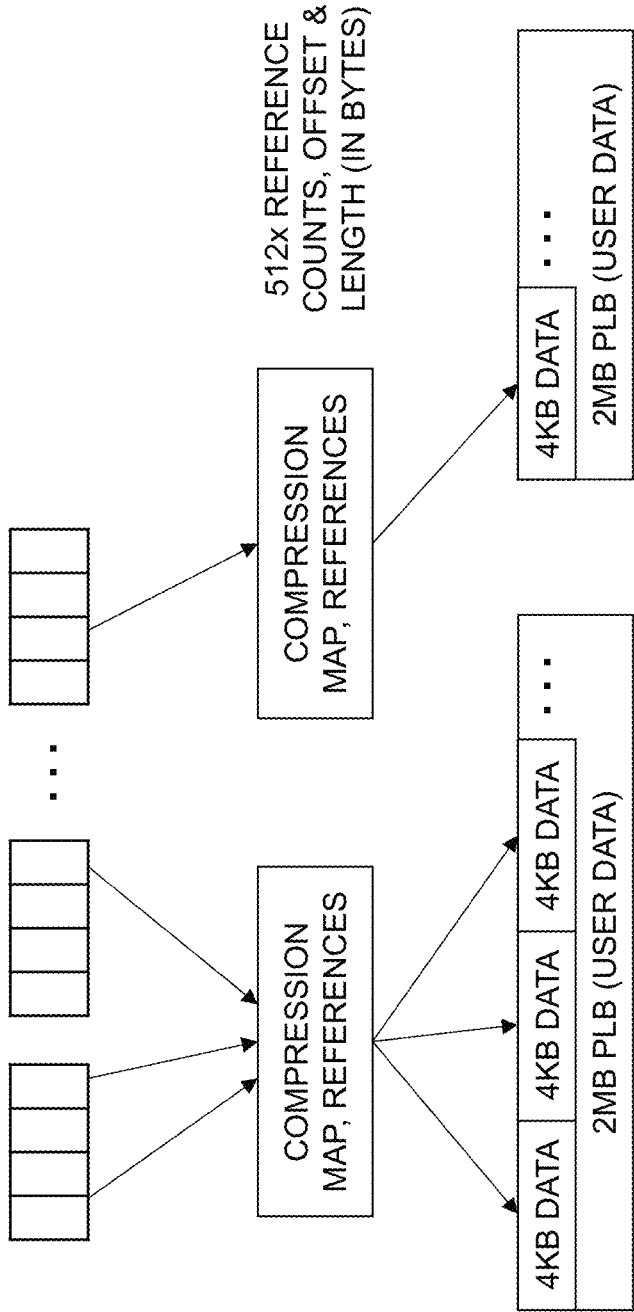 512x REFERENCE
COUNTS, OFFSET &
LENGTH (IN BYTES)
COMPRESSION
MAP, REFERENCES
COMPRESSION
MAP, REFERENCES
4KB DATA
4KB DATA
4KB DATA
2MB PLB (USER DATA)
4KB DATA
2MB PLB (USER DATA)